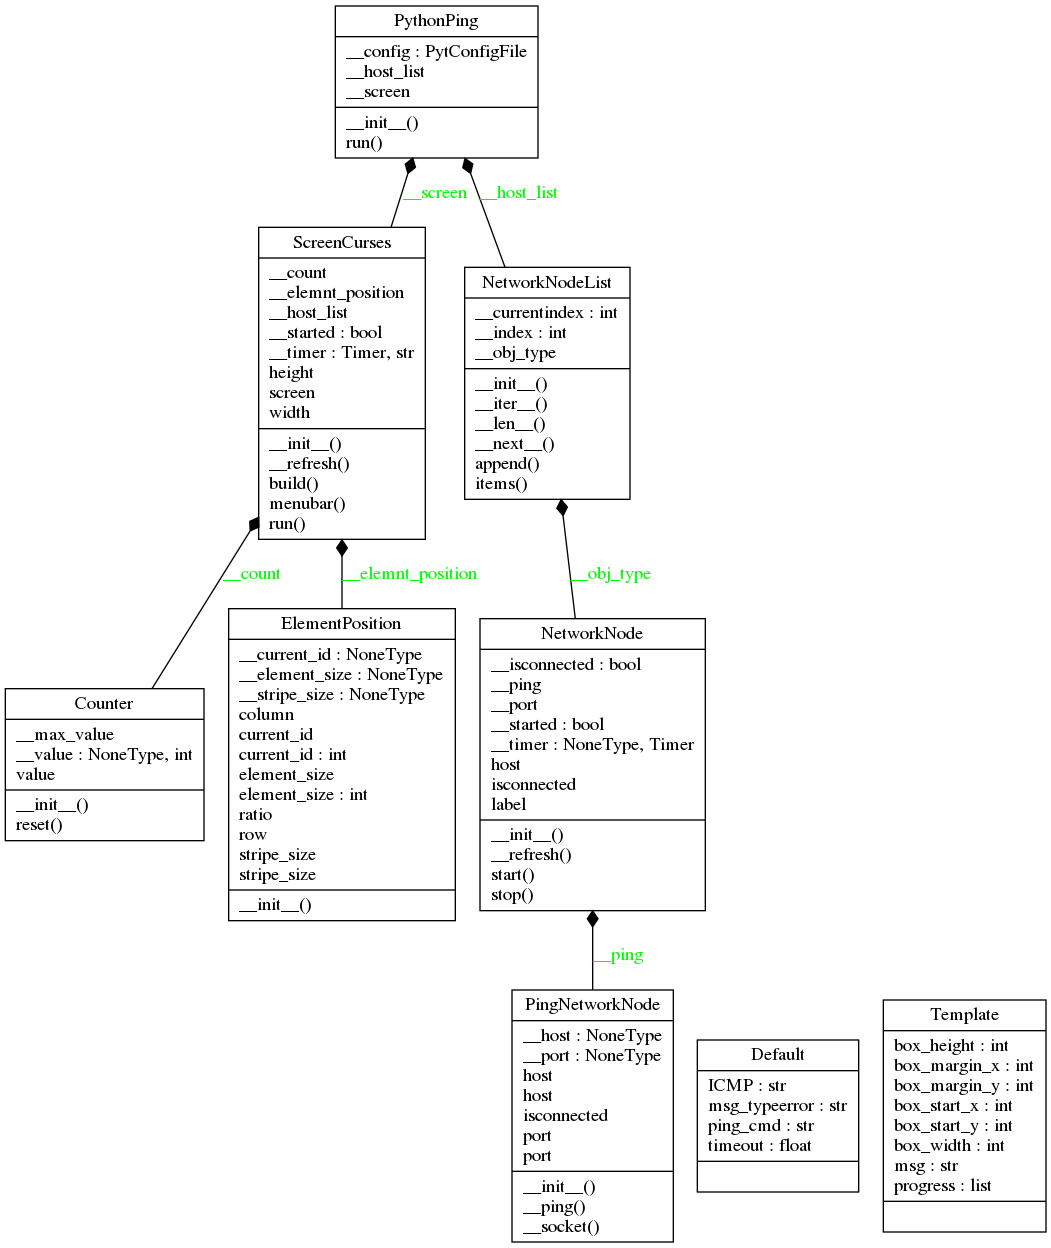 PythonPing
__config : PytConfigFile
__host_list
__screen
__init__()
run()
__screen
__host_list
ScreenCurses
__count
__elemnt_position
__host_list
__started : bool
__timer : Timer, str
height
screen
width
__init__()
__refresh()
build()
menubar()
run()
NetworkNodeList
__currentindex : int
__index : int
__obj_type
__init__()
__iter__()
__len__()
__next__()
append()
items()
__count
__elemnt_position
__obj_type
Counter
__max_value
__value : NoneType, int
value
__init__()
reset()
ElementPosition
__current_id : NoneType
__element_size : NoneType
__stripe_size : NoneType
column
current_id
current_id : int
element_size
element_size : int
ratio
row
stripe_size
stripe_size
__init__()
NetworkNode
__isconnected : bool
__ping
__port
__started : bool
__timer : NoneType, Timer
host
isconnected
label
__init__()
__refresh()
start()
stop()
__ping
PingNetworkNode
__host : NoneType
__port : NoneType
host
host
isconnected
port
port
__init__()
__ping()
__socket()
Default
ICMP : str
msg_typeerror : str
ping_cmd : str
timeout : float
Template
box_height : int
box_margin_x : int
box_margin_y : int
box_start_x : int
box_start_y : int
box_width : int
msg : str
progress : list